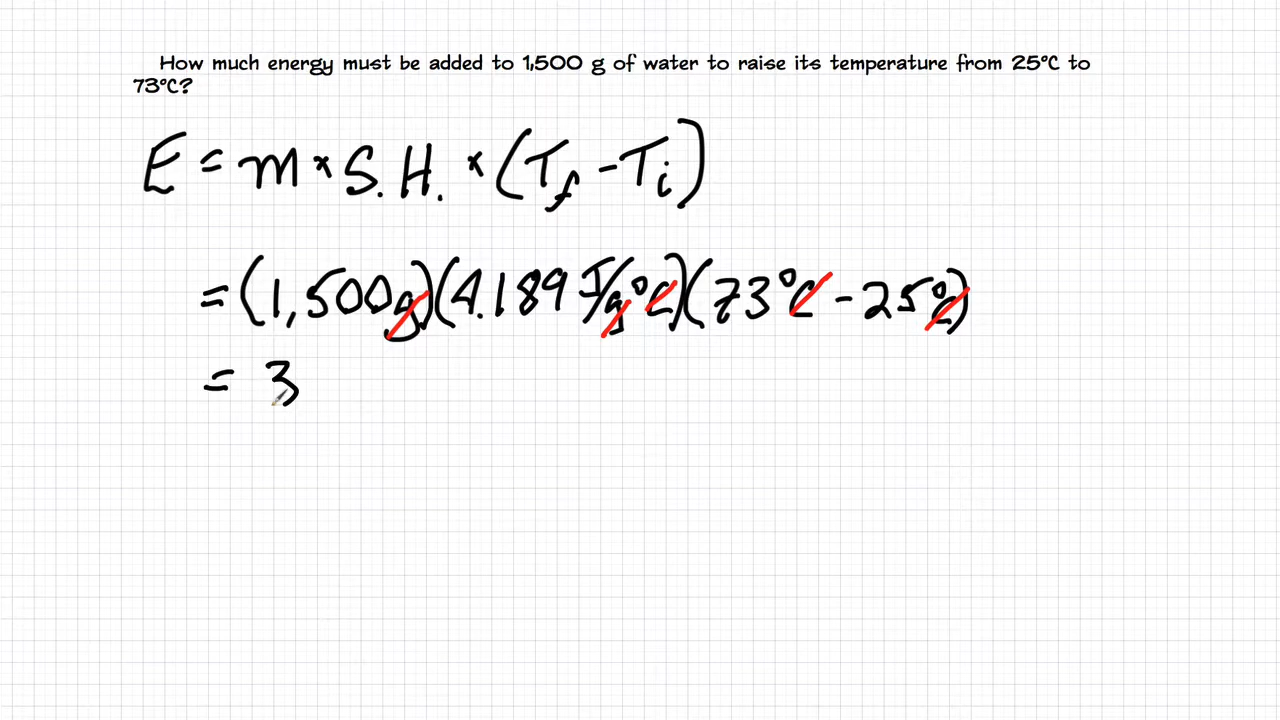 How much energy must be added to 1,500 g of water to raise its temperature from 25°C to
73°C?
E = m × S.H. × (Tf - Ti)
= (1,500g)(4.189 J/g°C)(73°C - 25°C)
= 3